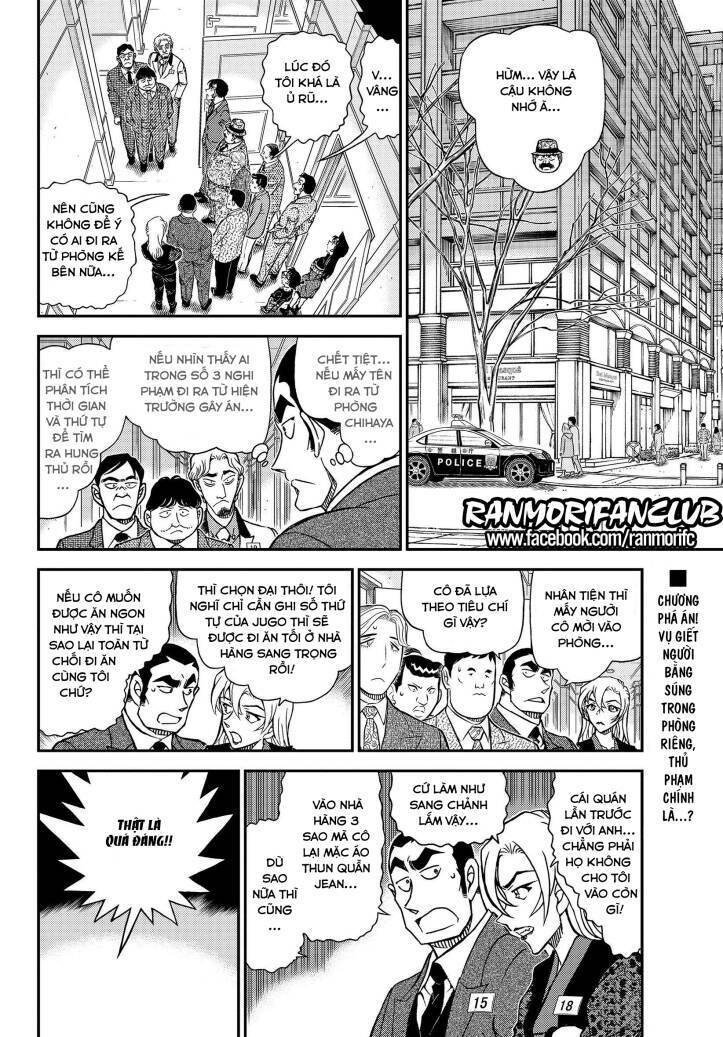 HỪM... VẬY LÀ
CẬU KHÔNG
NHỚ À...
V...
VÂNG...
LÚC ĐÓ
TÔI KHÁ LÀ
Ủ RŨ...
NÊN CŨNG
KHÔNG ĐỂ Ý
CÓ AI ĐI RA
TỪ PHÒNG KẾ
BÊN NỮA...
POLICE
RANMORIFANCLUB
www.facebook.com/ranmorifc
CHẾT TIỆT...
NẾU MẤY TÊN
ĐI RA TỪ
PHÒNG
CHIHAYA...
NẾU NHÌN THẤY AI
TRONG SỐ 3 NGHI
PHẠM ĐI RA TỪ HIỆN
TRƯỜNG GÂY ÁN...
THÌ CÓ THỂ
PHÂN TÍCH
THỜI GIAN
VÀ THỨ TỰ
ĐỂ TÌM
RA HUNG
THỦ RỒI...
19
CHƯƠNG
PHÁ ÁN!
VỤ GIẾT
NGƯỜI
BẰNG
SÚNG
TRONG
PHÒNG
RIÊNG,
THỦ
PHẠM
CHÍNH
LÀ...?
NHÂN TIỆN THÌ
MẤY NGƯỜI
CÔ MỜI VÀO
PHÒNG...
CÔ ĐÃ LỰA
THEO TIÊU CHÍ
GÌ VẬY?
THÌ CHỌN ĐẠI THÔI! TÔI
NGHĨ CHỈ CẦN GHI SỐ THỨ
TỰ CỦA JUGO THÌ SẼ
ĐƯỢC ĐI ĂN TỐI Ở NHÀ
HÀNG SANG TRỌNG
RỒI!
NẾU CÔ MUỐN
ĐƯỢC ĂN NGON
NHƯ VẬY THÌ TẠI
SAO LẠI TOÀN TỪ
CHỐI ĐI ĂN
CÙNG TÔI
CHỨ?
CÁI QUÁN
LẦN TRƯỚC
ĐI VỚI ANH...
CHẲNG PHẢI
HỌ KHÔNG
CHO TÔI
VÀO CÒN
GÌ!
CỨ LÀM NHƯ
SANG CHẢNH
LẮM VẬY...
VÀO NHÀ
HÀNG 3
SAO MÀ CÔ
LẠI MẶC ÁO
THUN QUẦN
JEAN...
DÙ
SAO
NỮA THÌ
CŨNG
...
15
18
THẬT LÀ
QUÁ ĐÁNG!!